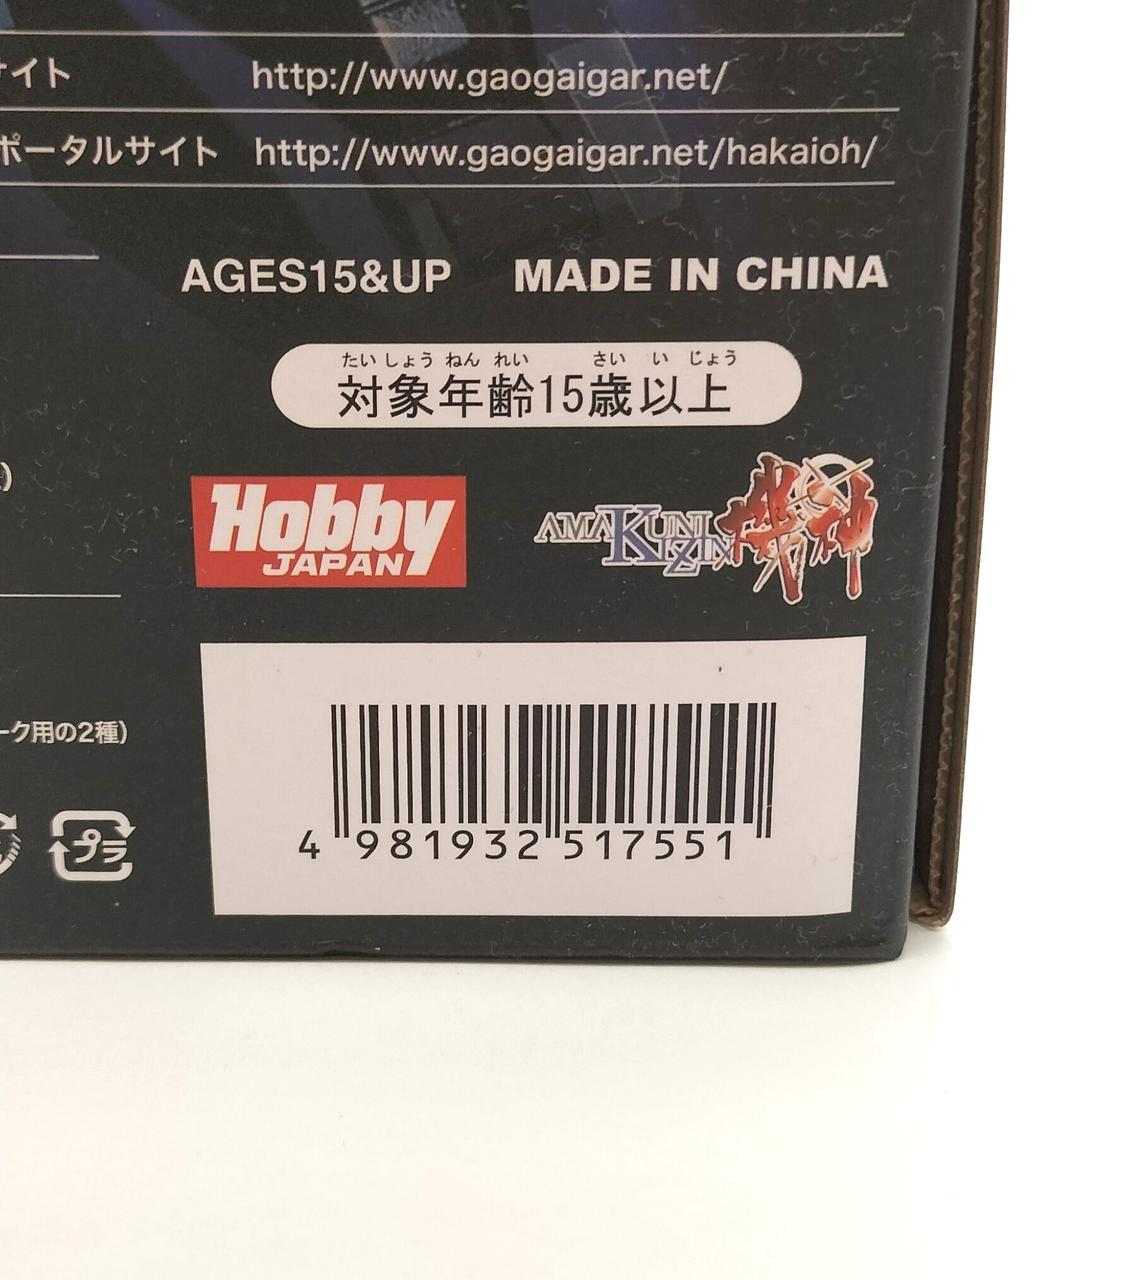 サイト http://www.gaogaigar.net/
ポータルサイト http://www.gaogaigar.net/hakaioh/
AGES15&UP MADE IN CHINA
たいしょうねんれい さいいじょう
対象年齢15歳以上
)
Hobby
JAPAN
AMAKUNI
KIZIN
機神
ーク用の2種)
プラ
4 981932 517551